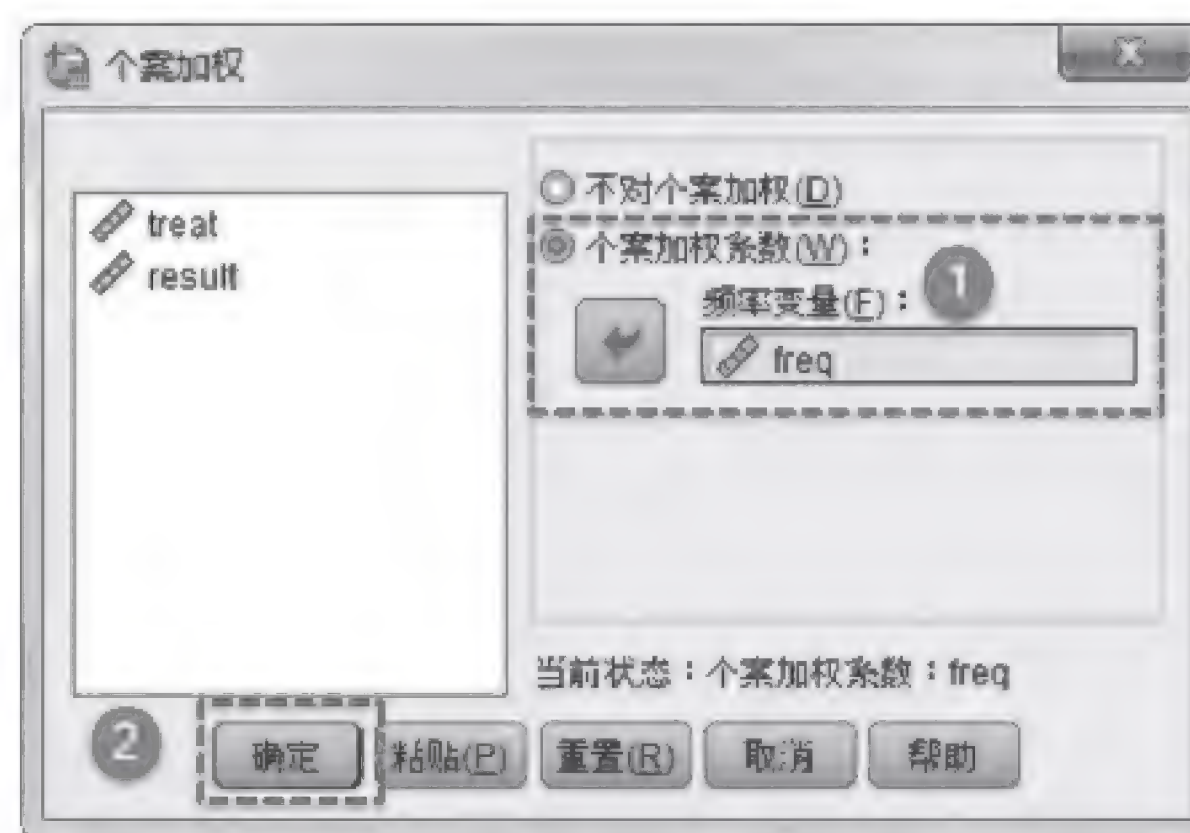 个案加权
treat
result
不对个案加权(D)
个案加权系数(W)：
1
频率变量(F)：
freq
当前状态：个案加权系数：freq
2
确定
粘贴(P)
重置(R)
取消
帮助